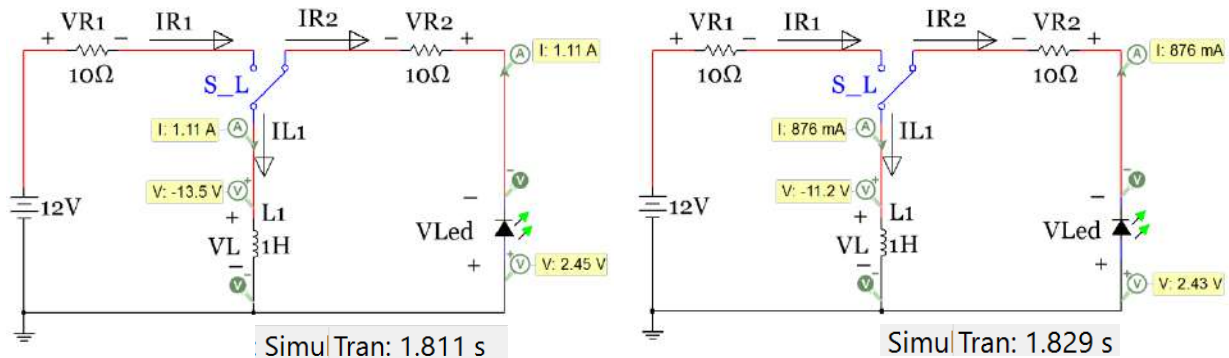 VR1 IR1 IR2 VR2
+ − − +
10Ω 10Ω
A I: 1.11 A
S_L
I: 1.11 A A IL1
V: -13.5 V V +
12V
+ L1
VL 1H
−
V
− V
−
VLed
+
+ V V: 2.45 V
: Simul Tran: 1.811 s
VR1 IR1 IR2 VR2
+ − − +
10Ω 10Ω
A I: 876 mA
S_L
I: 876 mA A IL1
V: -11.2 V V +
12V
+ L1
VL 1H
−
V
− V
−
VLed
+
+ V V: 2.43 V
Simul Tran: 1.829 s